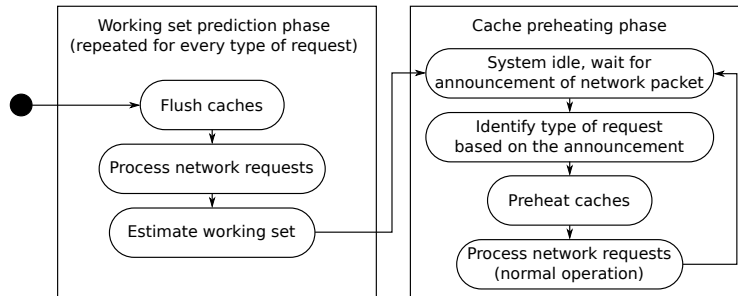 Working set prediction phase
(repeated for every type of request)
Flush caches
Process network requests
Estimate working set
Cache preheating phase
System idle, wait for
announcement of network packet
Identify type of request
based on the announcement
Preheat caches
Process network requests
(normal operation)